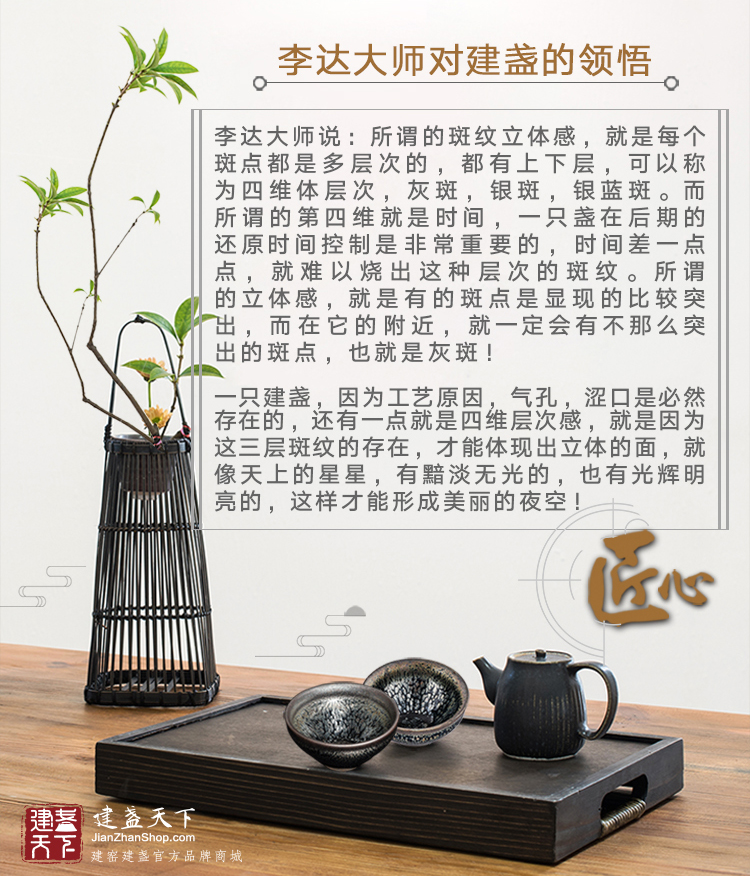 李达大师对建盏的领悟
李达大师说：所谓的斑纹立体感，就是每个
斑点都是多层次的，都有上下层，可以称
为四维体层次，灰斑，银斑，银蓝斑。而
所谓的第四维就是时间，一只盏在后期的
还原时间控制是非常重要的，时间差一点
点，就难以烧出这种层次的斑纹。所谓
的立体感，就是有的斑点是显现的比较突
出，而在它的附近，就一定会有不那么突
出的斑点，也就是灰斑！
一只建盏，因为工艺原因，气孔，涩口是必然
存在的，还有一点就是四维层次感，就是因为
这三层斑纹的存在，才能体现出立体的面，就
像天上的星星，有黯淡无光的，也有光辉明
亮的，这样才能形成美丽的夜空！
匠心
建盏天下
建盏天下
JianZhanShop.com
建窑建盏官方品牌商城